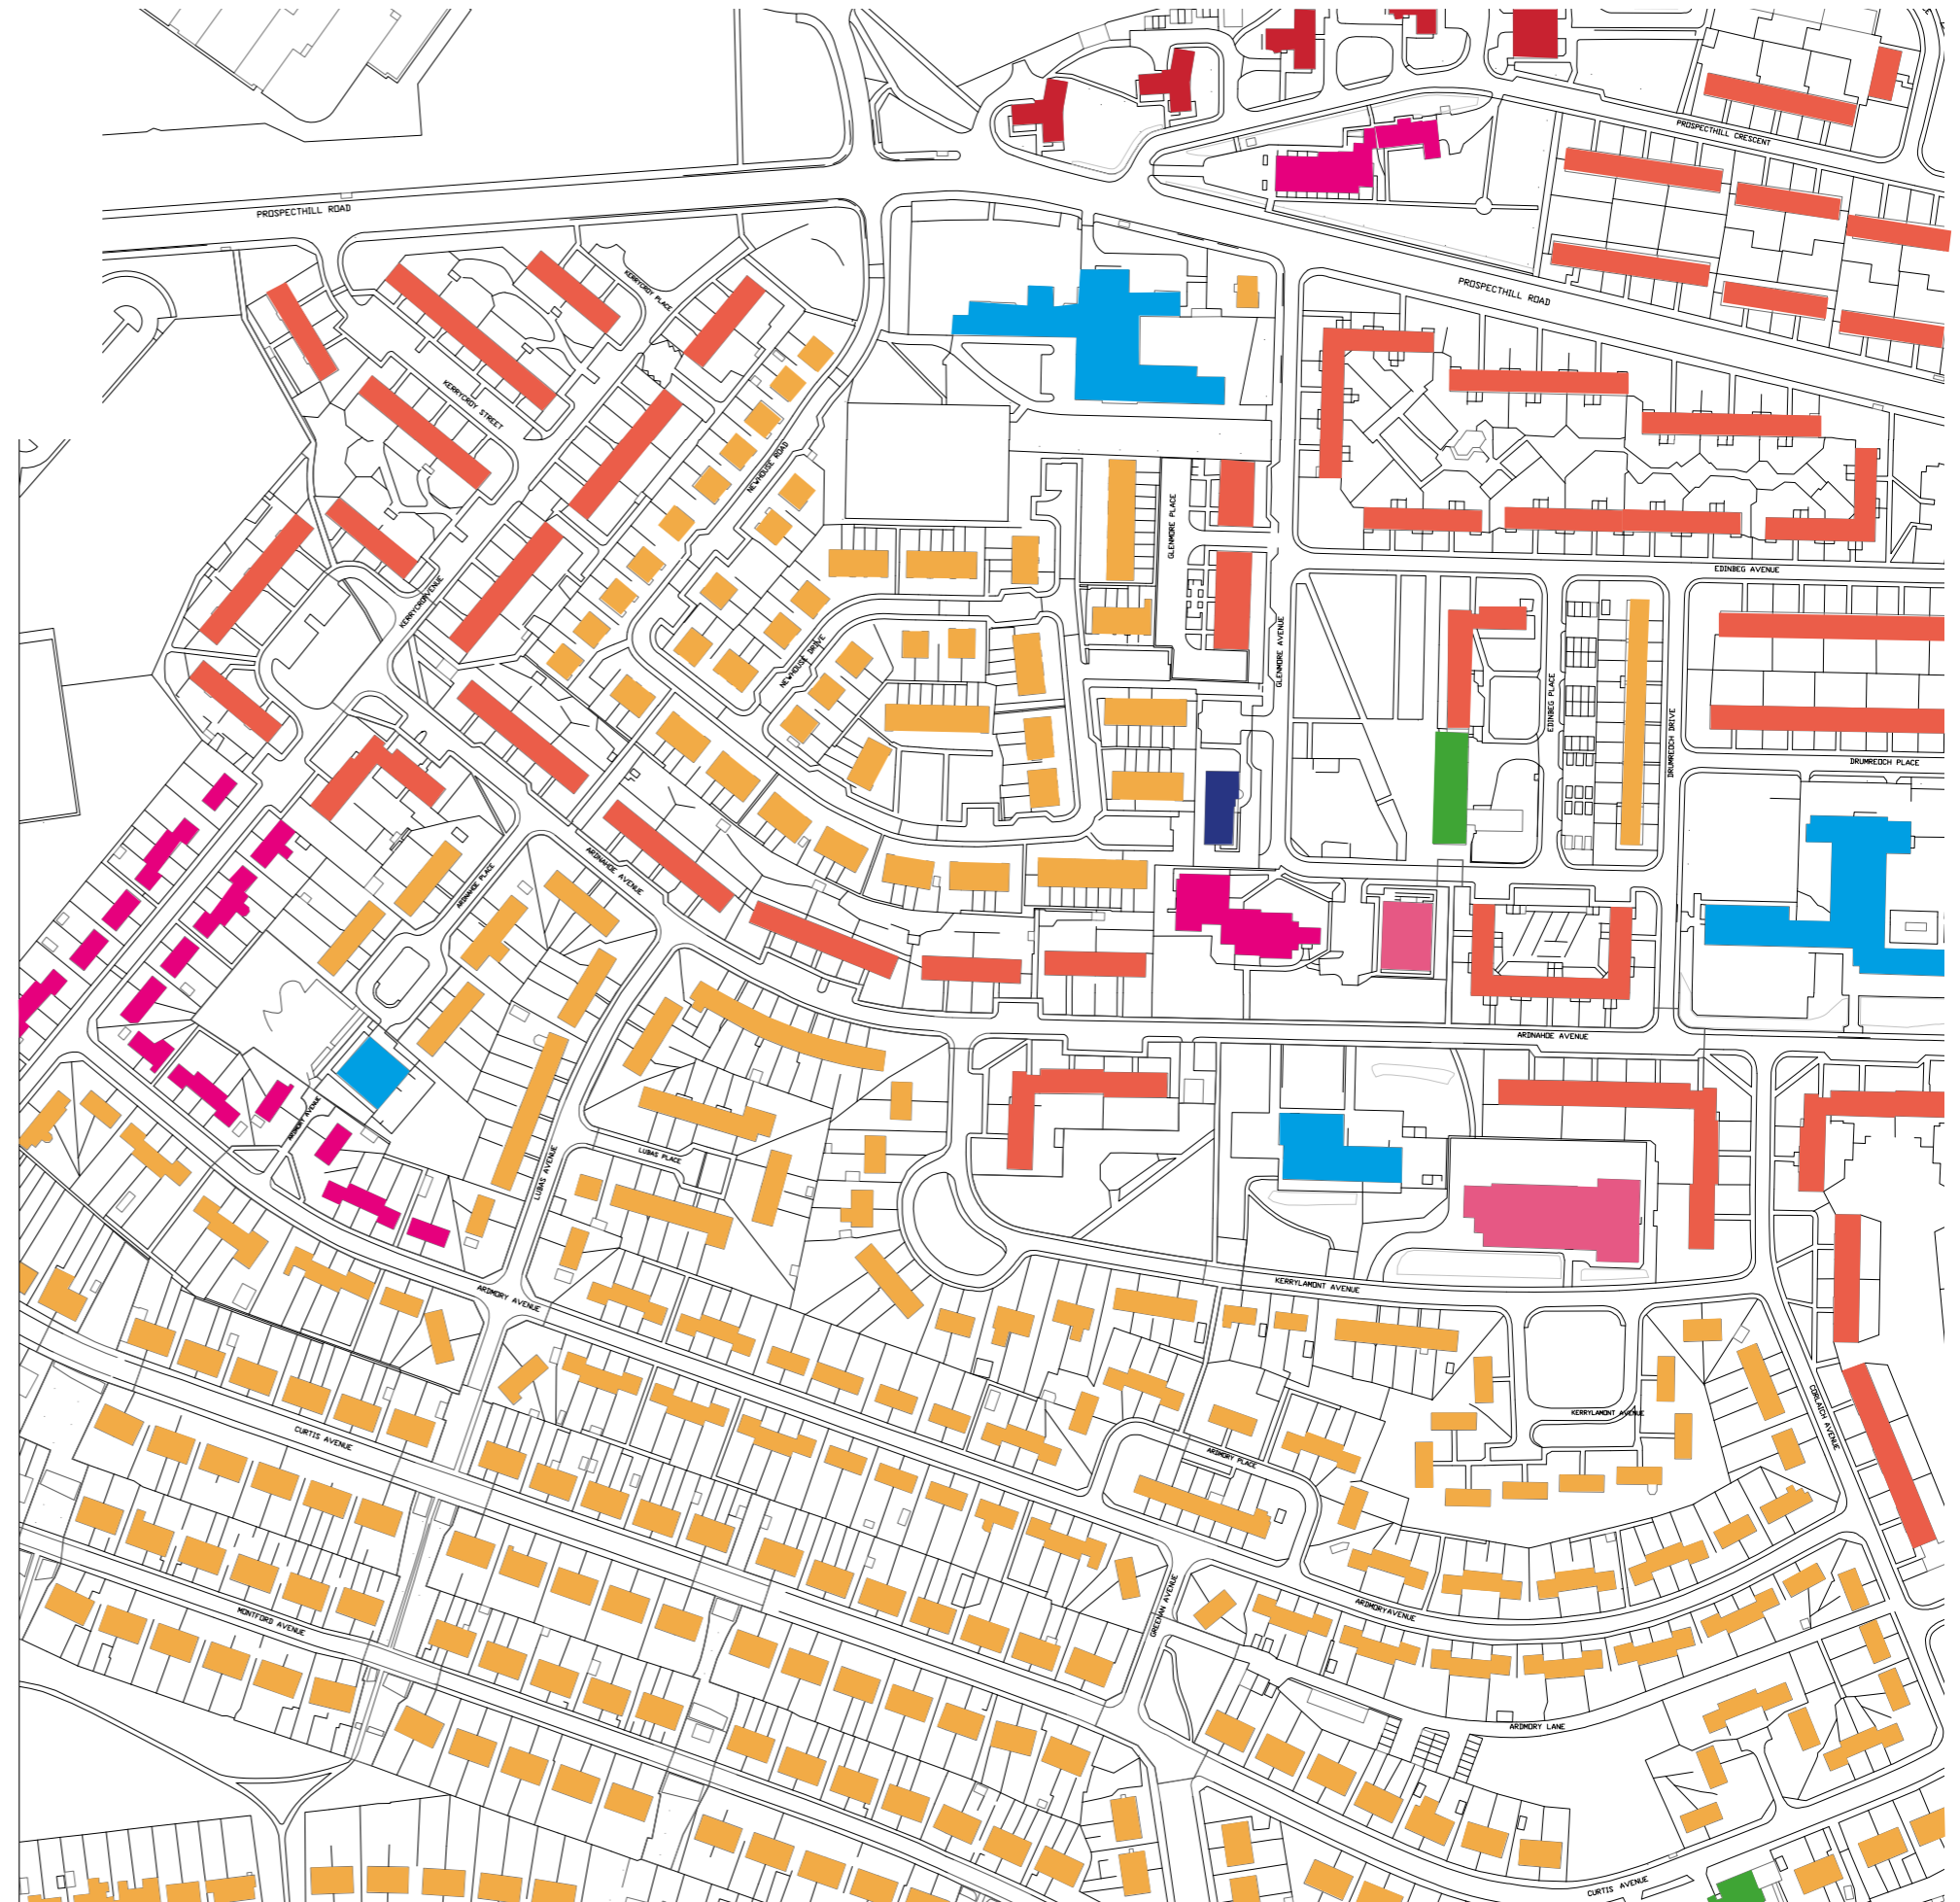 PROSPECTHILL CRESCENT
PROSPECTHILL ROAD
KERRYCROY PLACE
PROSPECTHILL ROAD
KERRYCROY STREET
NEWHOUSE ROAD
GLENMORE PLACE
EDINBEG AVENUE
KERRYCROY AVENUE
NEWHOUSE DRIVE
GLENMORE AVENUE
EDINBEG PLACE
DRUMREOCH DRIVE
DRUMREOCH PLACE
ARDNAHOE AVENUE
ARDNAHOE PLACE
ARDNAHOE AVENUE
ARDMORY AVENUE
LUBAS PLACE
LUBAS AVENUE
KERRYLAMONT AVENUE
ARDMORY AVENUE
KERRYLAMONT AVENUE
CORLAICH AVENUE
CURTIS AVENUE
ARDMORY PLACE
GREENAN AVENUE
ARDMORY AVENUE
MONTFORD AVENUE
ARDMORY LANE
CURTIS AVENUE